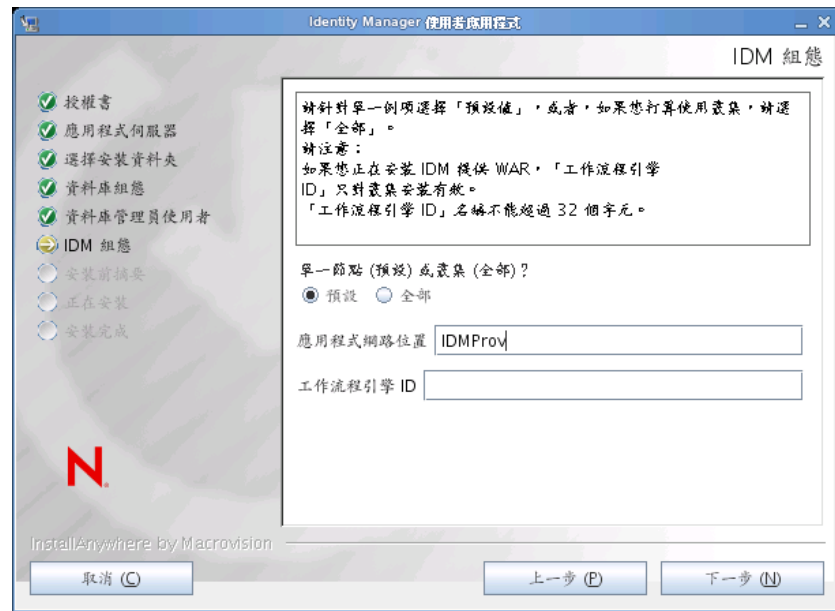 Identity Manager 使用者應用程式
IDM 組態
授權書
應用程式伺服器
選擇安裝資料夾
資料庫組態
資料庫管理員使用者
IDM 組態
安裝前摘要
正在安裝
安裝完成
請針對單一例項選擇「預設值」，或者，如果您打算使用叢集，請選
擇「全部」。
請注意：
如果您正在安裝 IDM 提供 WAR，「工作流程引擎
ID」只對叢集安裝有效。
「工作流程引擎 ID」名稱不能超過 32 個字元。
單一節點 (預設) 或叢集 (全部)？
預設 全部
應用程式網路位置 IDMProv
工作流程引擎 ID
N
InstallAnywhere by Macrovision
取消 (C) 上一步 (P) 下一步 (N)